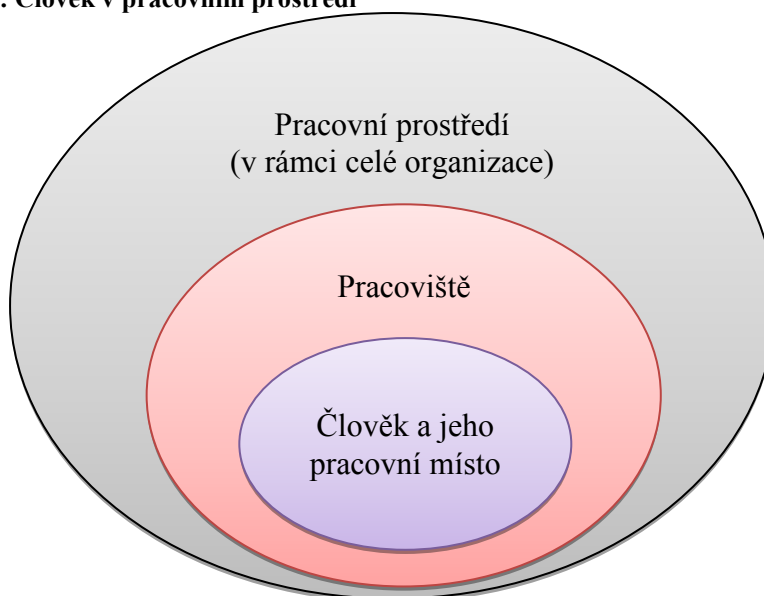 . Člověk v pracovním prostředí
Pracovní prostředí
(v rámci celé organizace)
Pracoviště
Člověk a jeho
pracovní místo